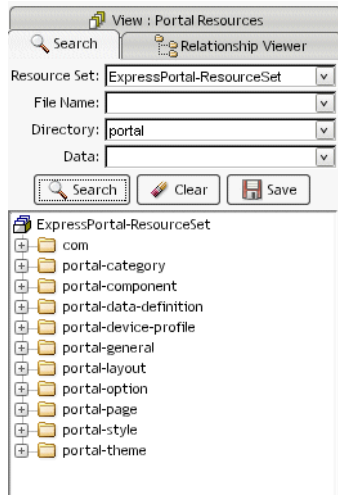 View : Portal Resources
Search Relationship Viewer
Resource Set: ExpressPortal-ResourceSet
File Name:
Directory: portal
Data:
Search Clear Save
ExpressPortal-ResourceSet
com
portal-category
portal-component
portal-data-definition
portal-device-profile
portal-general
portal-layout
portal-option
portal-page
portal-style
portal-theme